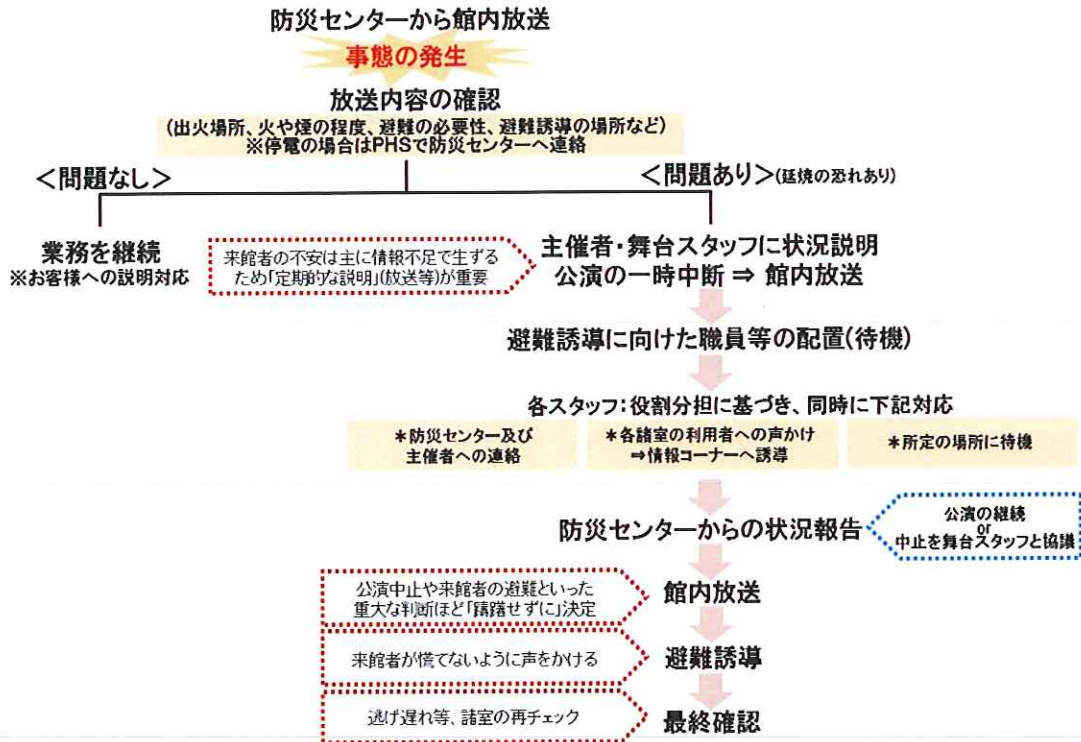 防災センターから館内放送
事態の発生
放送内容の確認
(出火場所、火や煙の程度、避難の必要性、避難誘導の場所など)
※停電の場合はPHSで防災センターへ連絡
＜問題なし＞
＜問題あり＞(延焼の恐れあり)
業務を継続
※お客様への説明対応
来館者の不安は主に情報不足で生ずる
ため「定期的な説明」(放送等)が重要
主催者・舞台スタッフに状況説明
公演の一時中断 ⇒ 館内放送
避難誘導に向けた職員等の配置(待機)
各スタッフ：役割分担に基づき、同時に下記対応
＊防災センター及び
主催者への連絡
＊各諸室の利用者への声かけ
⇒情報コーナーへ誘導
＊所定の場所に待機
防災センターからの状況報告
公演の継続
or
中止を舞台スタッフと協議
公演中止や来館者の避難といった
重大な判断ほど「躊躇せずに」決定
館内放送
来館者が慌てないように声をかける
避難誘導
逃げ遅れ等、諸室の再チェック
最終確認